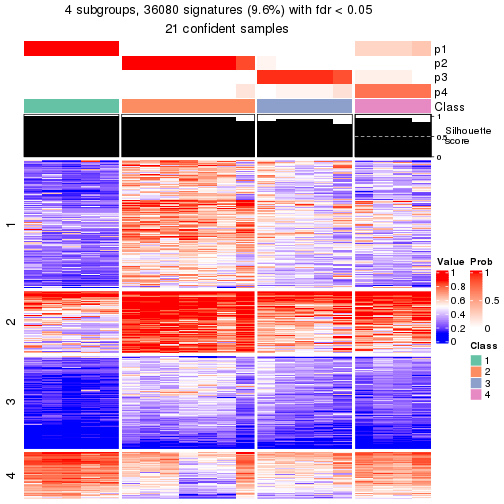 4 subgroups, 36080 signatures (9.6%) with fdr < 0.05
21 confident samples
p1
p2
p3
p4
Class
1
0.5
0
Silhouette
score
1
2
3
4
Value
1
0.8
0.6
0.4
0.2
0
Prob
1
0.5
0
Class
1
2
3
4